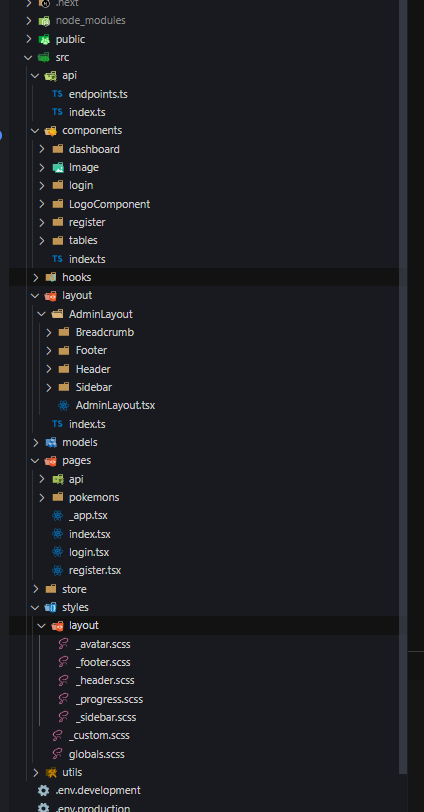 .next
node_modules
public
src
api
TS endpoints.ts
TS index.ts
components
dashboard
Image
login
LogoComponent
register
tables
TS index.ts
hooks
layout
AdminLayout
Breadcrumb
Footer
Header
Sidebar
AdminLayout.tsx
TS index.ts
models
pages
api
pokemons
_app.tsx
index.tsx
login.tsx
register.tsx
store
styles
layout
_avatar.scss
_footer.scss
_header.scss
_progress.scss
_sidebar.scss
_custom.scss
globals.scss
utils
.env.development
.env.production